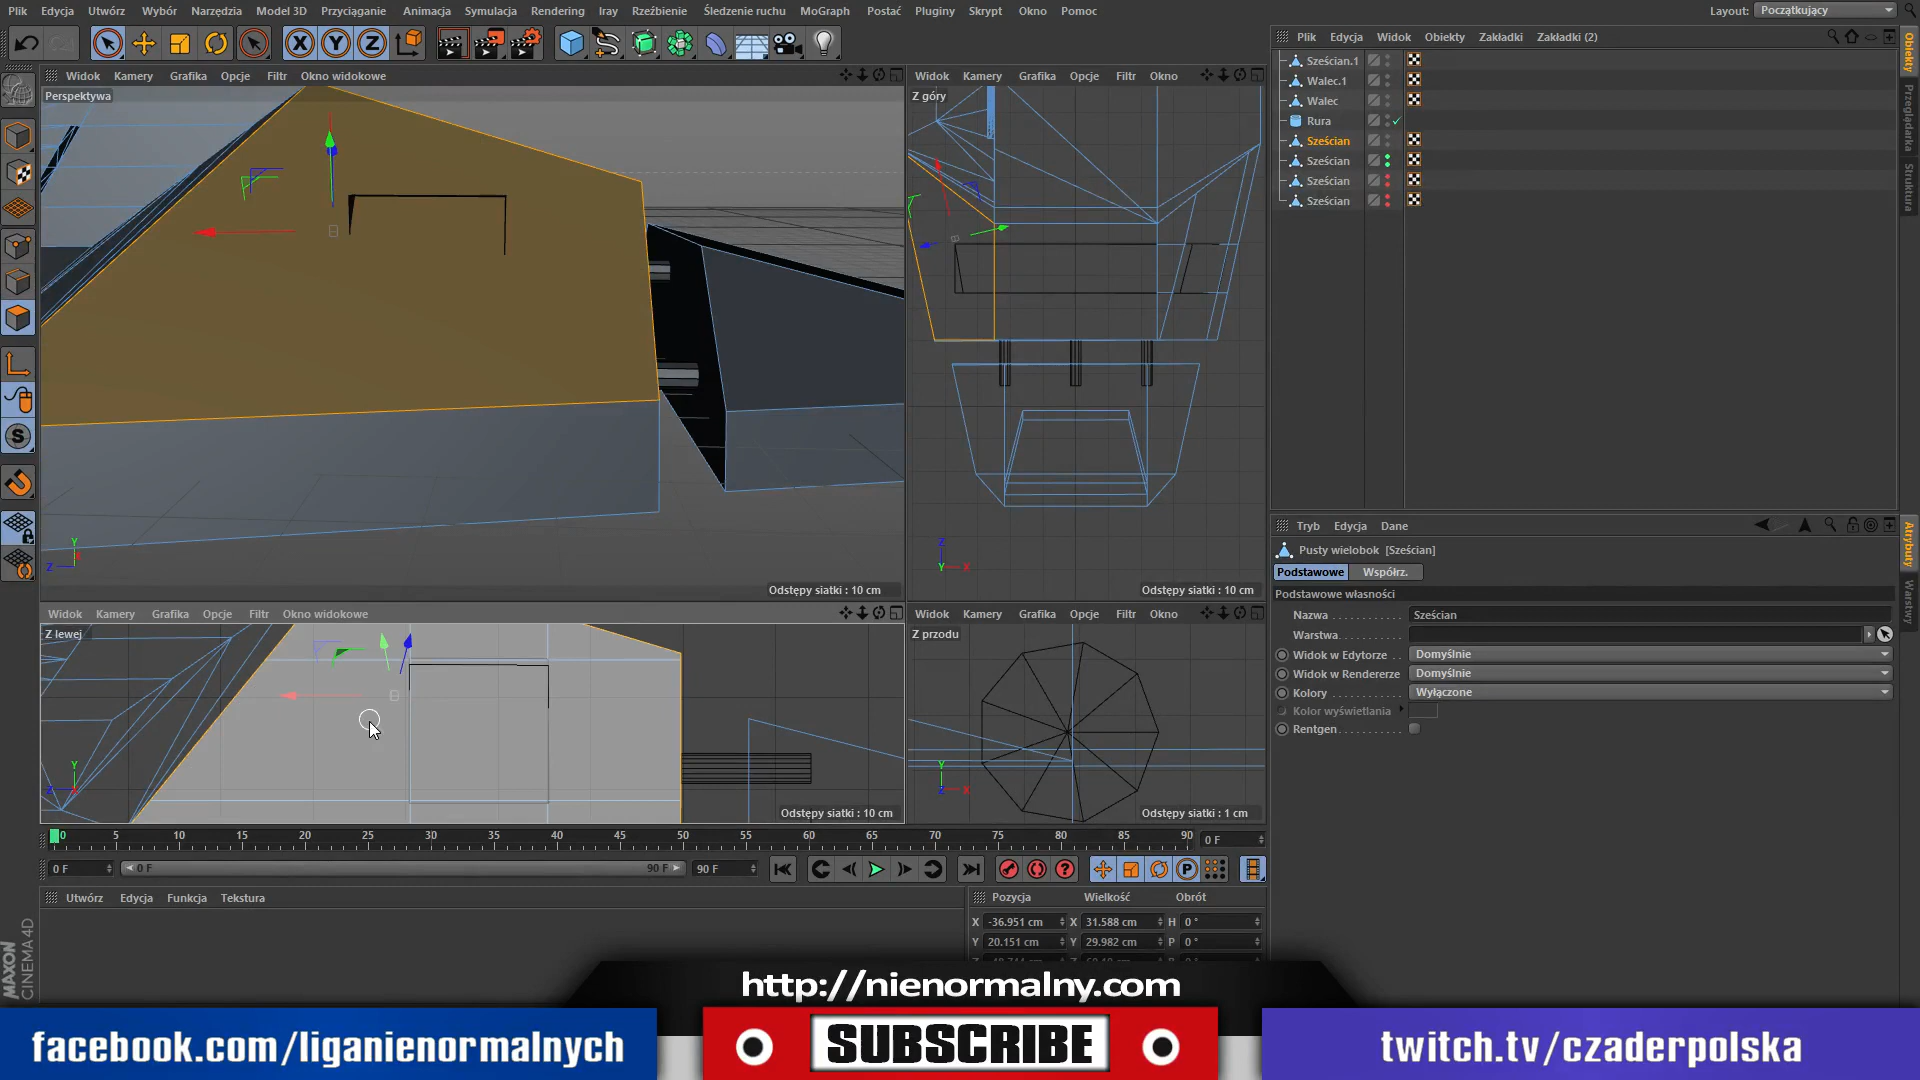 Plik Edycja Utwórz Wybór Narzędzia Model 3D Przyciąganie Animacja Symulacja Rendering Iray Rzeźbienie Śledzenie ruchu MoGraph Postać Pluginy Skrypt Okno Pomoc Layout: Początkujący
X Y Z
Plik Edycja Widok Obiekty Zakładki Zakładki (2)
Sześcian.1
Walec.1
Walec
Rura
Sześcian
Sześcian
Sześcian
Sześcian
Obiekty
Przeglądarka
Struktura
Widok Kamery Grafika Opcje Filtr Okno widokowe
Perspektywa
Odstępy siatki : 10 cm
Widok Kamery Grafika Opcje Filtr Okno
Z góry
Odstępy siatki : 10 cm
Widok Kamery Grafika Opcje Filtr Okno widokowe
Z lewej
Odstępy siatki : 10 cm
Widok Kamery Grafika Opcje Filtr Okno
Z przodu
Odstępy siatki : 1 cm
Tryb Edycja Dane
Pusty wielobok [Sześcian]
Podstawowe Współrz.
Podstawowe własności
Nazwa Sześcian
Warstwa
Widok w Edytorze Domyślnie
Widok w Rendererze Domyślnie
Kolory Wyłączone
Kolor wyświetlania
Rentgen
Atrybuty
Warstwy
0 5 10 15 20 25 30 35 40 45 50 55 60 65 70 75 80 85 90 0 F
0 F 0 F 90 F 90 F
Utwórz Edycja Funkcja Tekstura
Pozycja Wielkość Obrót
X -36.951 cm X 31.588 cm H 0 °
Y 20.151 cm Y 29.982 cm P 0 °
MAXON
CINEMA 4D
http://nienormalny.com
facebook.com/liganienormalnych
SUBSCRIBE
twitch.tv/czaderpolska